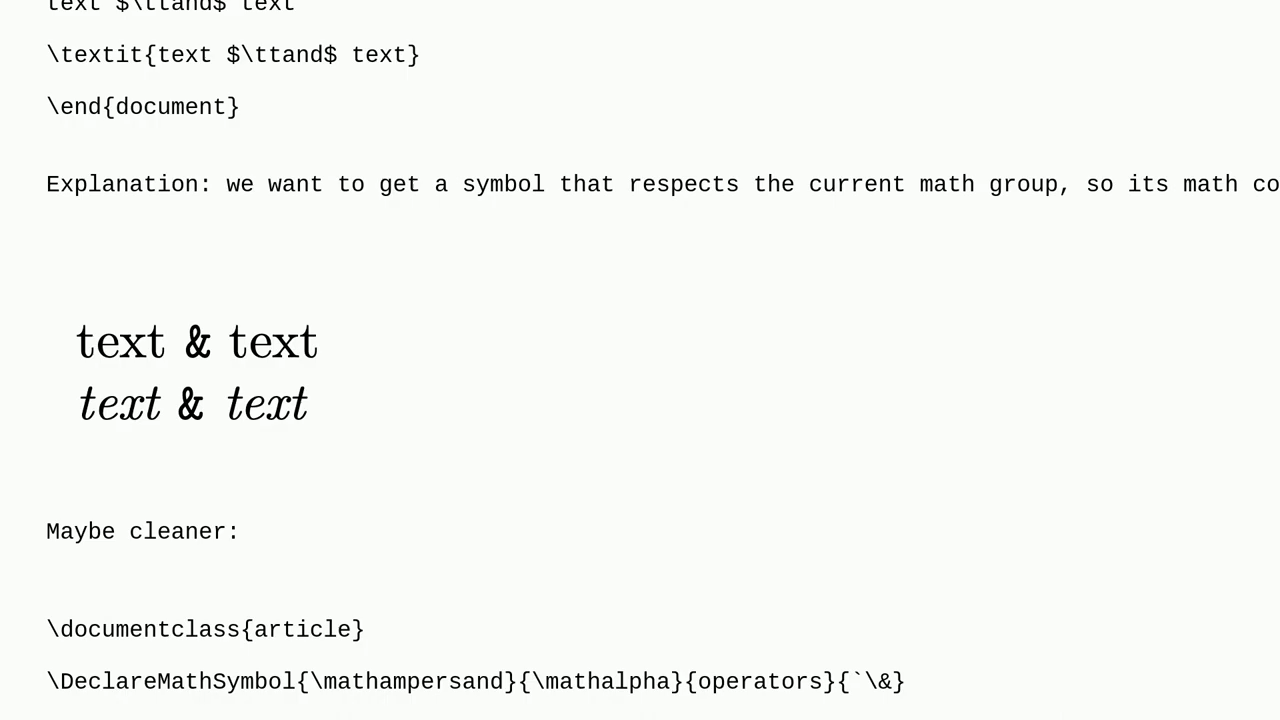 text $\ttand$ text
\textit{text $\ttand$ text}
\end{document}
Explanation: we want to get a symbol that respects the current math group, so its math co
text & text
text & text
Maybe cleaner:
\documentclass{article}
\DeclareMathSymbol{\mathampersand}{\mathalpha}{operators}{`\&}